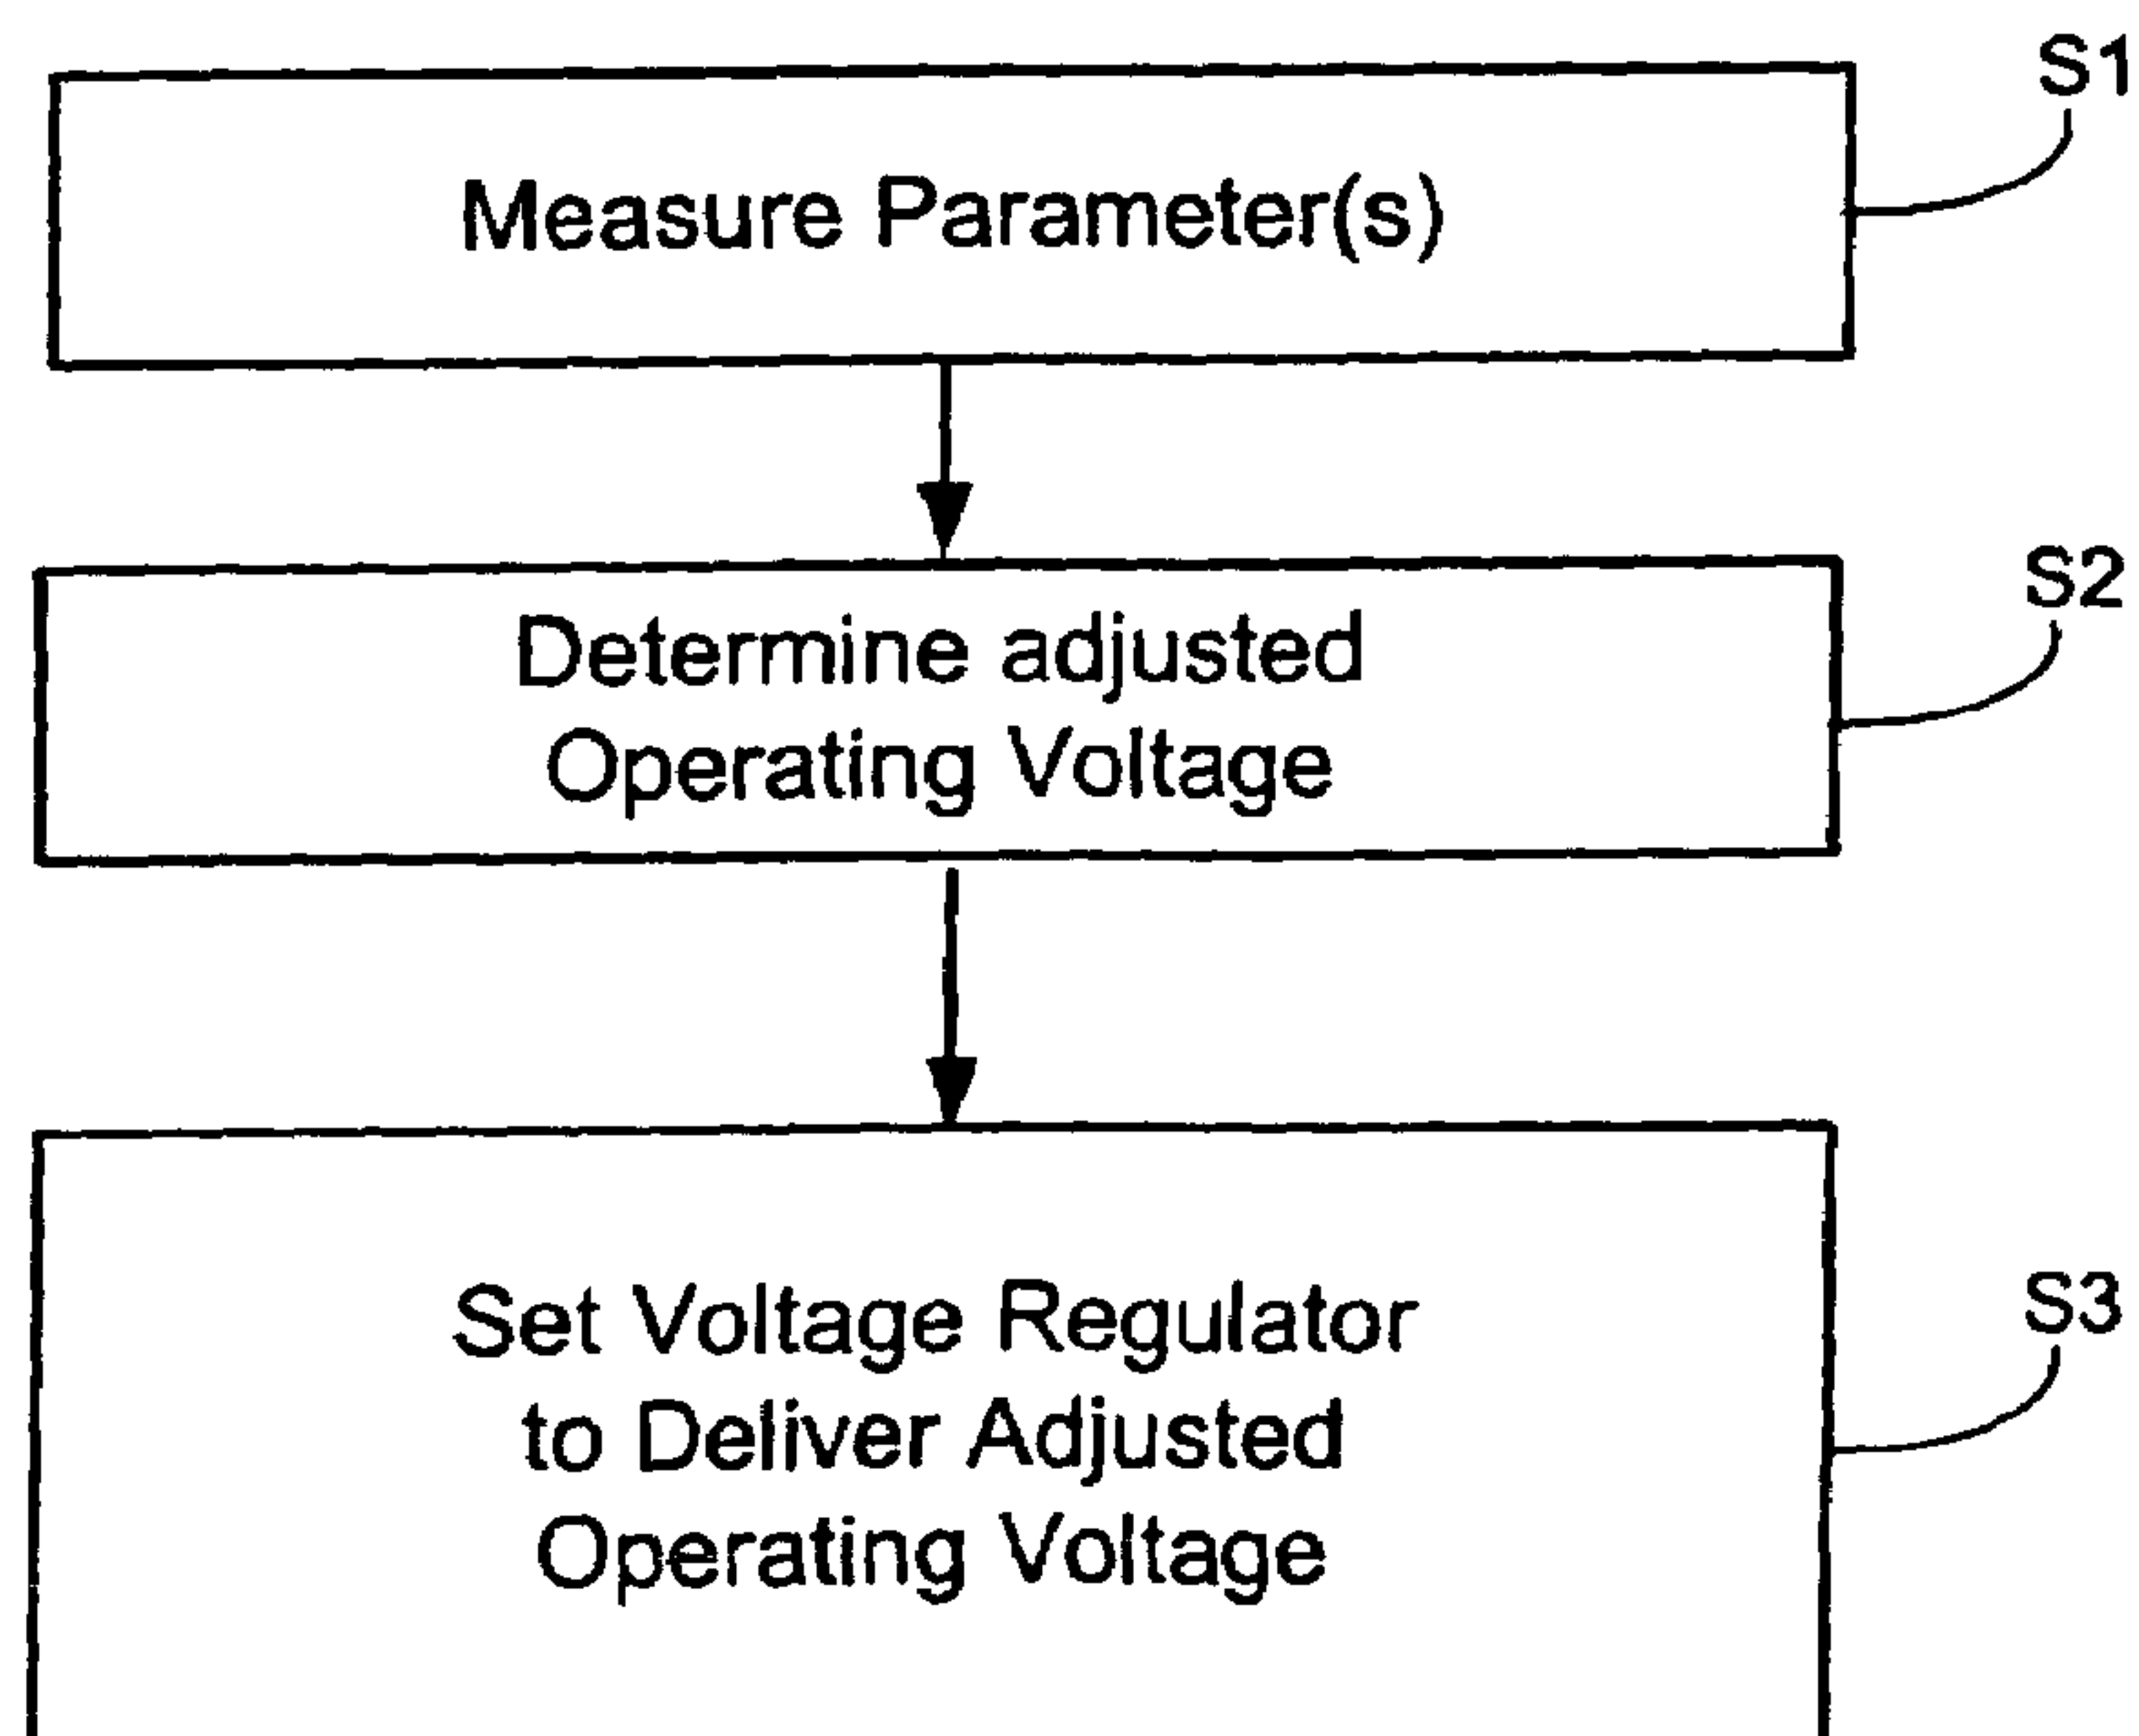 S1
Measure Parameter(s)
S2
Determine adjusted
Operating Voltage
S3
Set Voltage Regulator
to Deliver Adjusted
Operating Voltage